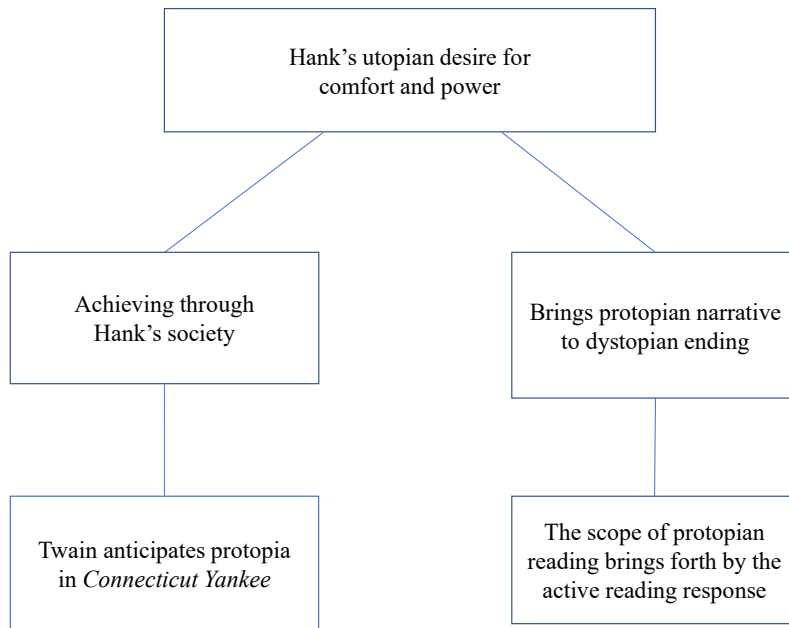 Hank’s utopian desire for
comfort and power
Achieving through
Hank’s society
Brings protopian narrative
to dystopian ending
Twain anticipates protopia
in Connecticut Yankee
The scope of protopian
reading brings forth by the
active reading response